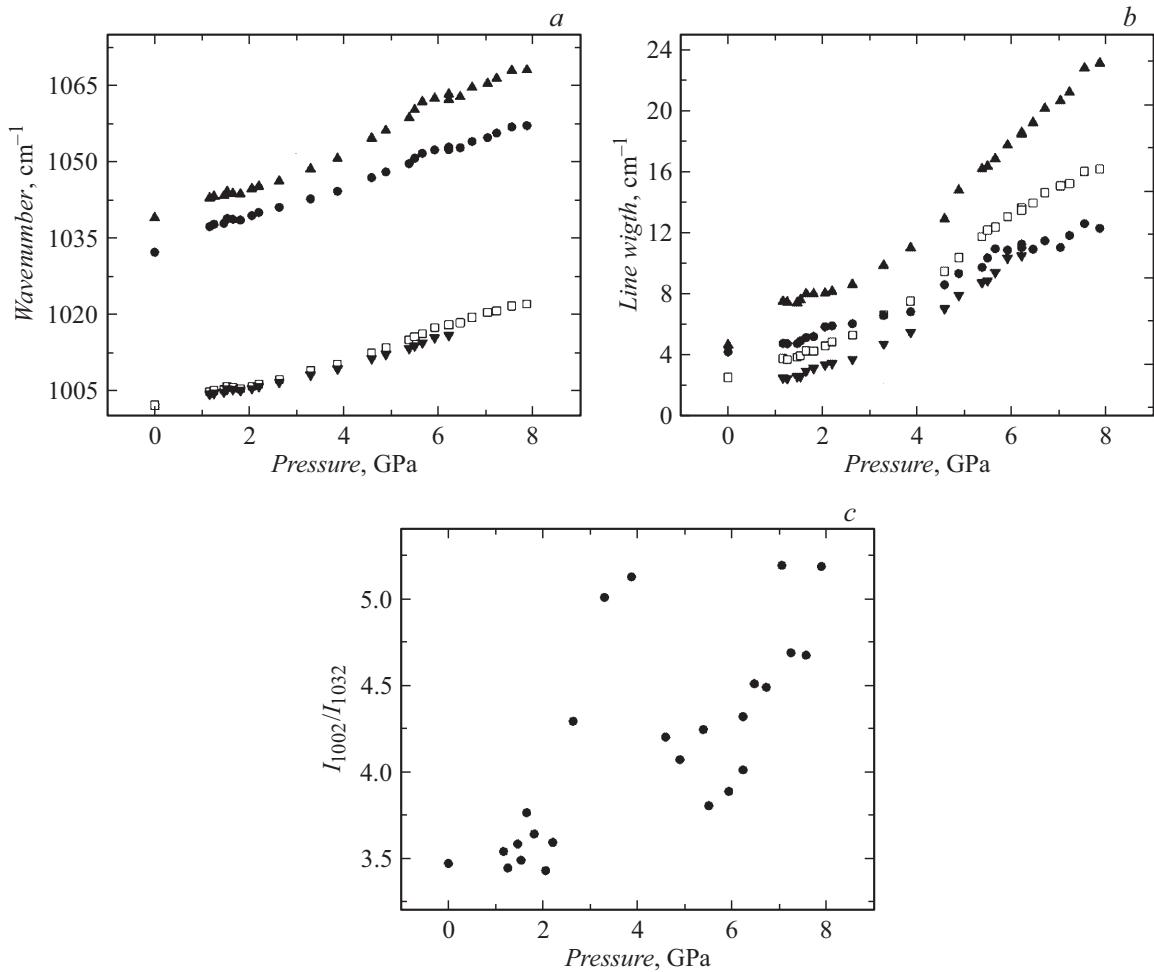 a
1065
1050
1035
1020
1005
Wavenumber, cm⁻¹
0 2 4 6 8
Pressure, GPa
b
24
20
16
12
8
4
0
Line wigth, cm⁻¹
0 2 4 6 8
Pressure, GPa
c
5.0
4.5
4.0
3.5
I₁₀₀₂/I₁₀₃₂
0 2 4 6 8
Pressure, GPa